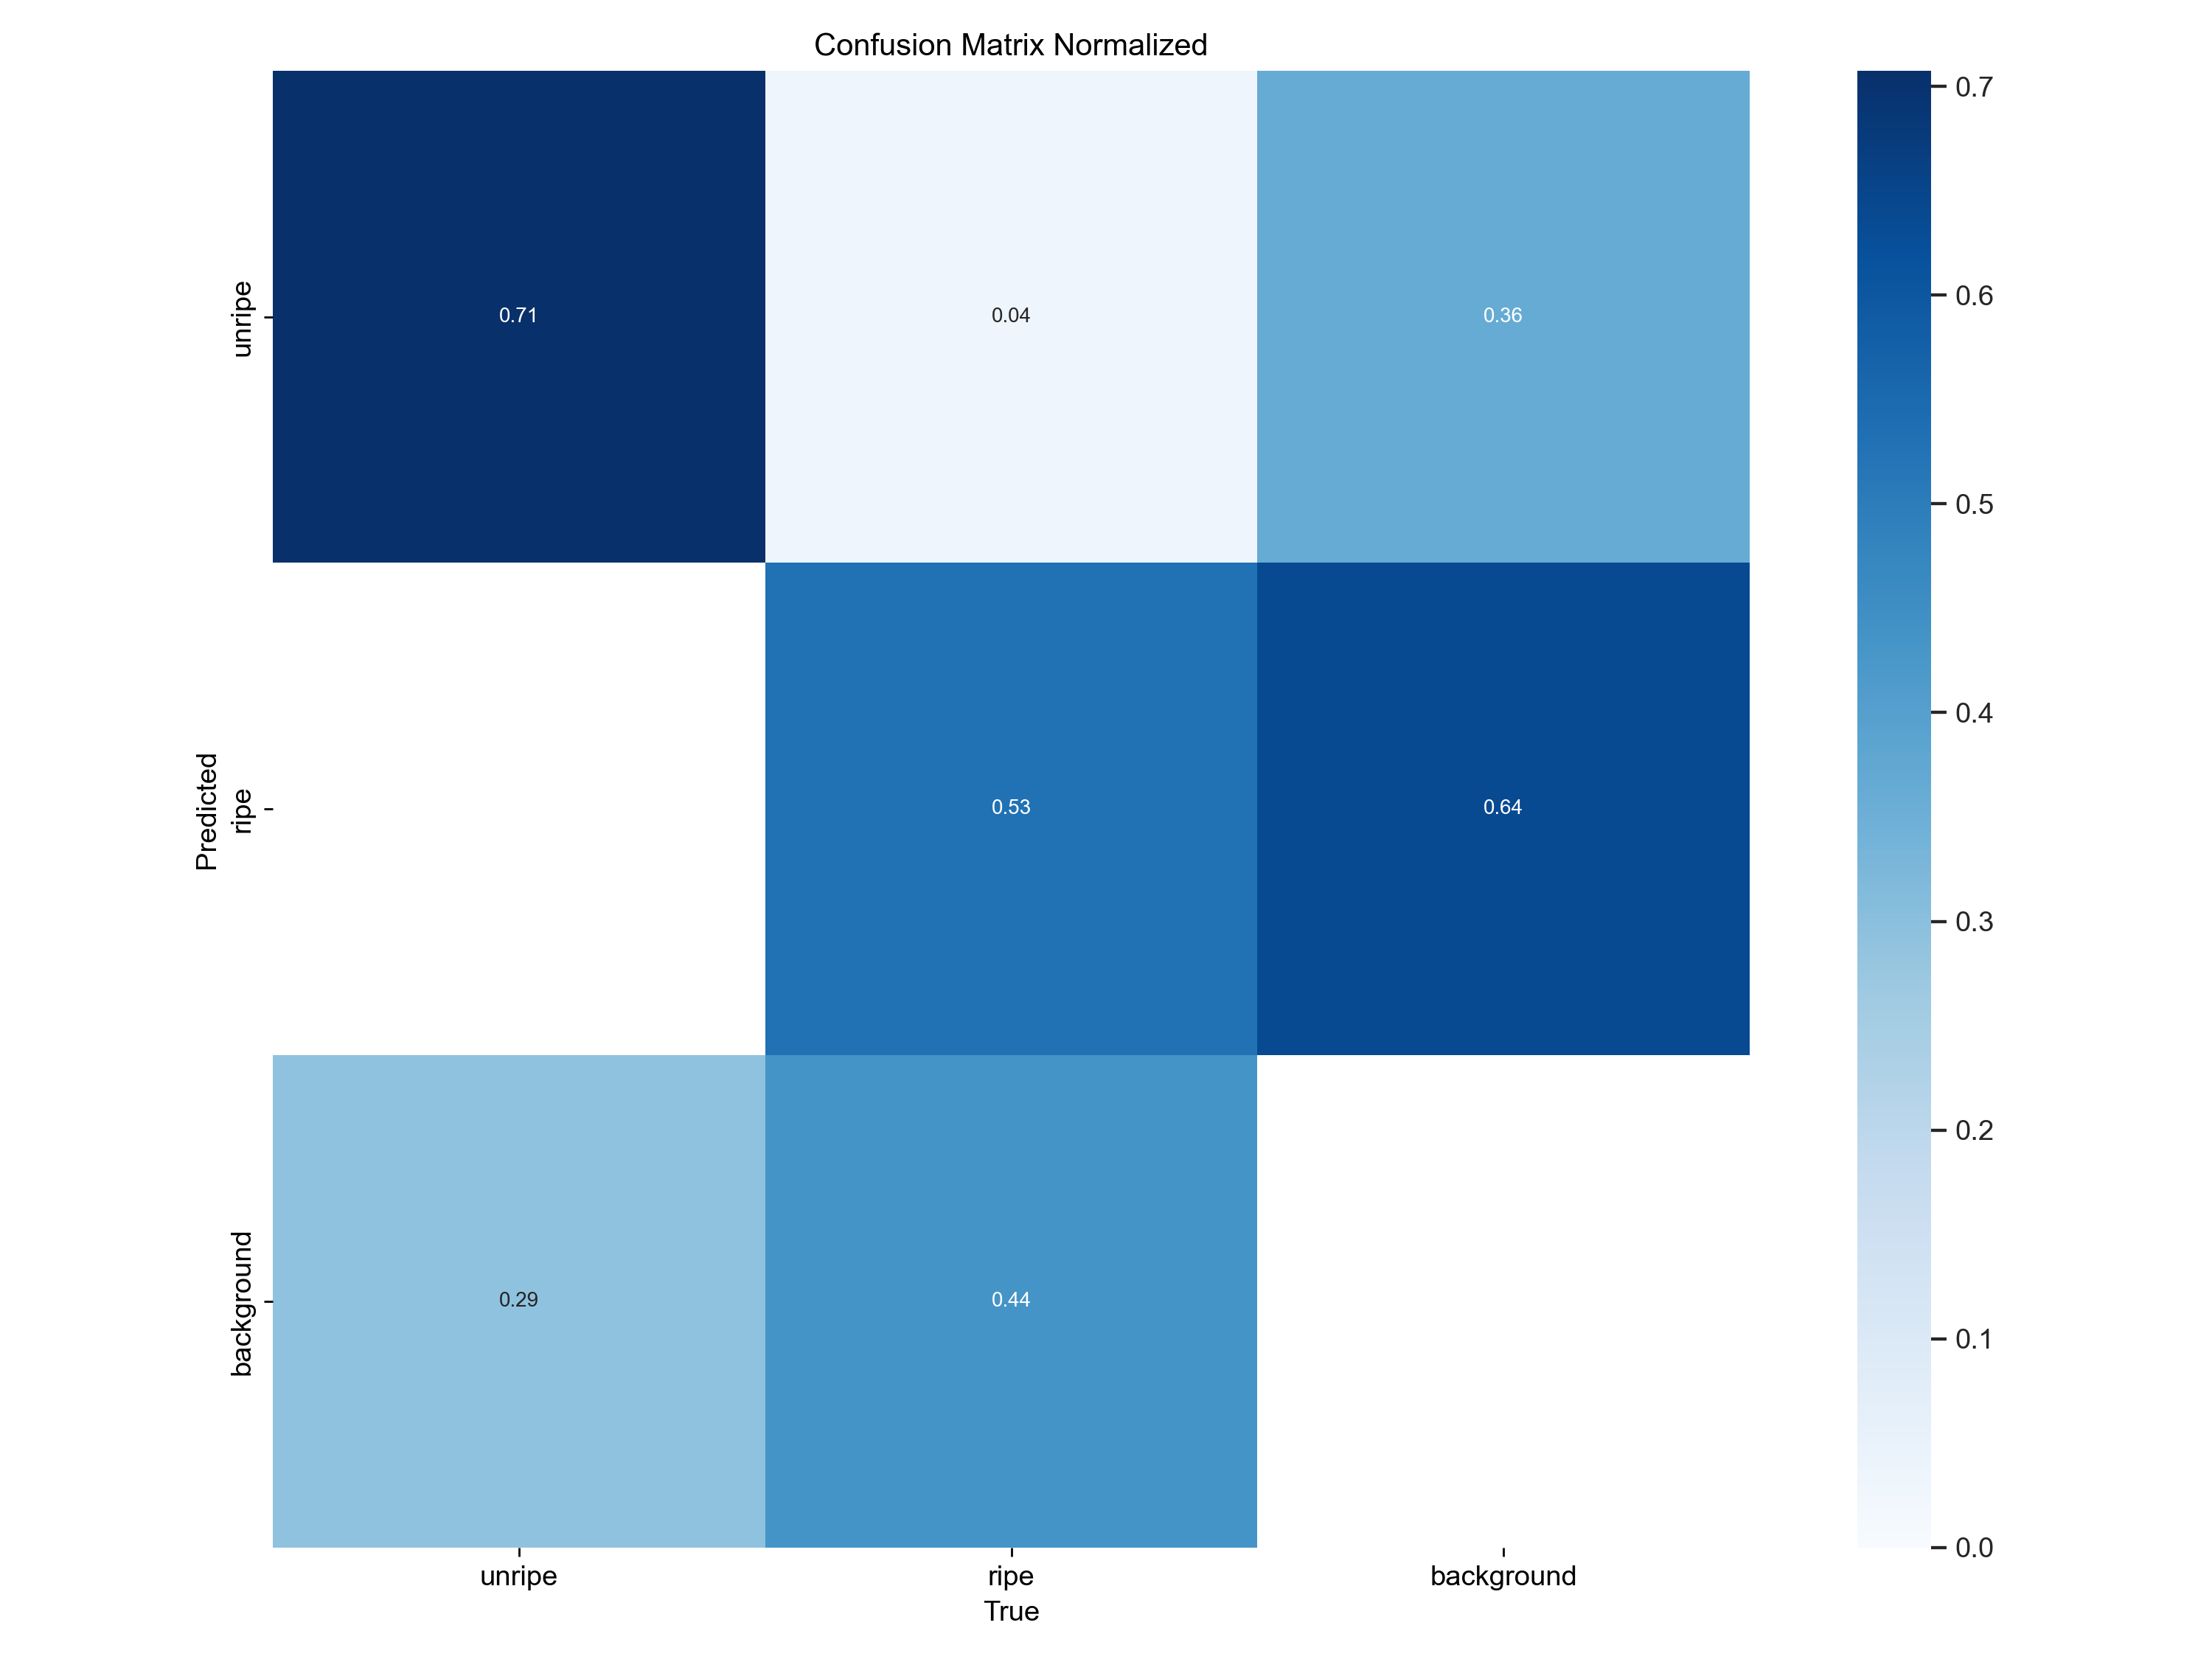 Confusion Matrix Normalized
unripe
0.71
0.04
0.36
Predicted
ripe
0.53
0.64
background
0.29
0.44
unripe
ripe
background
True
0.7
0.6
0.5
0.4
0.3
0.2
0.1
0.0